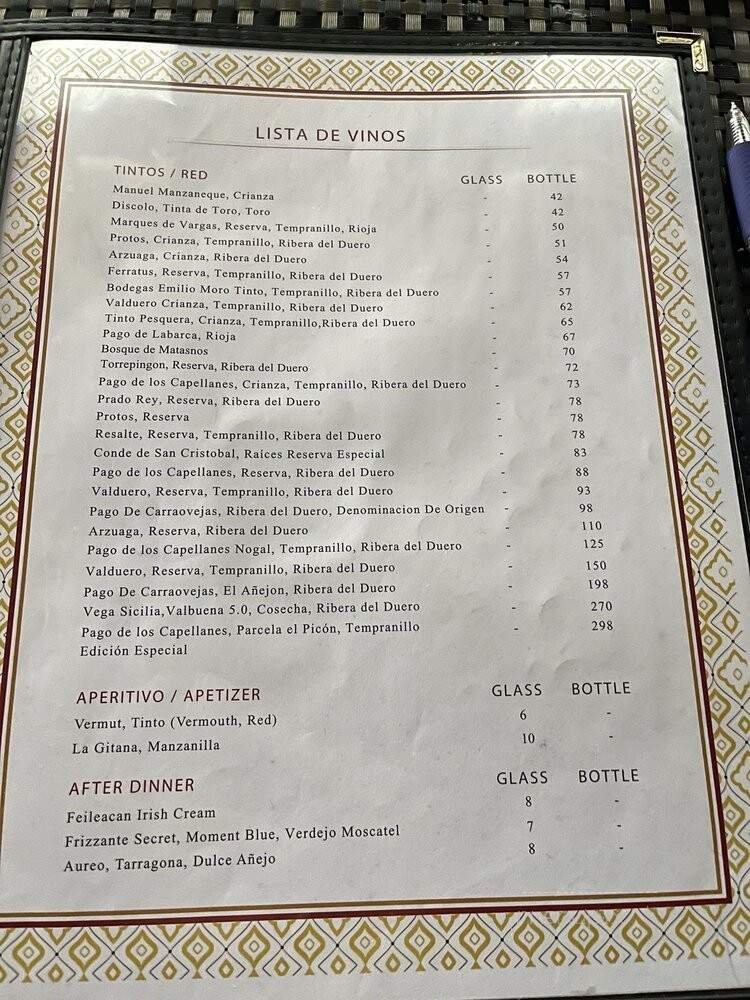 LISTA DE VINOS
TINTOS / RED GLASS BOTTLE
Manuel Manzaneque, Crianza - 42
Discolo, Tinta de Toro, Toro - 42
Marques de Vargas, Reserva, Tempranillo, Rioja - 50
Protos, Crianza, Tempranillo, Ribera del Duero - 51
Arzuaga, Crianza, Ribera del Duero - 54
Ferratus, Reserva, Tempranillo, Ribera del Duero - 57
Bodegas Emilio Moro Tinto, Tempranillo, Ribera del Duero - 57
Valduero Crianza, Tempranillo, Ribera del Duero - 62
Tinto Pesquera, Crianza, Tempranillo,Ribera del Duero - 65
Pago de Labarca, Rioja - 67
Bosque de Matasnos - 70
Torrepingon, Reserva, Ribera del Duero - 72
Pago de los Capellanes, Crianza, Tempranillo, Ribera del Duero - 73
Prado Rey, Reserva, Ribera del Duero - 78
Protos, Reserva - 78
Resalte, Reserva, Tempranillo, Ribera del Duero - 78
Conde de San Cristobal, Raíces Reserva Especial - 83
Pago de los Capellanes, Reserva, Ribera del Duero - 88
Valduero, Reserva, Tempranillo, Ribera del Duero - 93
Pago De Carraovejas, Ribera del Duero, Denominacion De Origen - 98
Arzuaga, Reserva, Ribera del Duero - 110
Pago de los Capellanes Nogal, Tempranillo, Ribera del Duero - 125
Valduero, Reserva, Tempranillo, Ribera del Duero - 150
Pago De Carraovejas, El Añejon, Ribera del Duero - 198
Vega Sicilia,Valbuena 5.0, Cosecha, Ribera del Duero - 270
Pago de los Capellanes, Parcela el Picón, Tempranillo - 298
Edición Especial
APERITIVO / APETIZER GLASS BOTTLE
Vermut, Tinto (Vermouth, Red) 6 -
La Gitana, Manzanilla 10 -
AFTER DINNER GLASS BOTTLE
Feileacan Irish Cream 8 -
Frizzante Secret, Moment Blue, Verdejo Moscatel 7 -
Aureo, Tarragona, Dulce Añejo 8 -